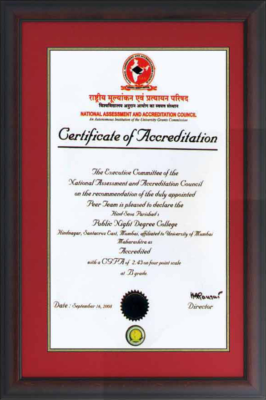 राष्ट्रीय मूल्यांकन एवं प्रत्यायन परिषद
विश्वविद्यालय अनुदान आयोग का स्वायत्त संस्थान
NATIONAL ASSESSMENT AND ACCREDITATION COUNCIL
An Autonomous Institution of the University Grants Commission
Certificate of Accreditation
The Executive Committee of the
National Assessment and Accreditation Council
on the recommendation of the duly appointed
Peer Team is pleased to declare the
Hind Seva Parishad's
Public Night Degree College
Santacruz East, Mumbai, affiliated to University of Mumbai
Maharashtra as
Accredited
with a CGPA of 2.43 on four point scale
at B grade
Date : September 16, 2008
Director